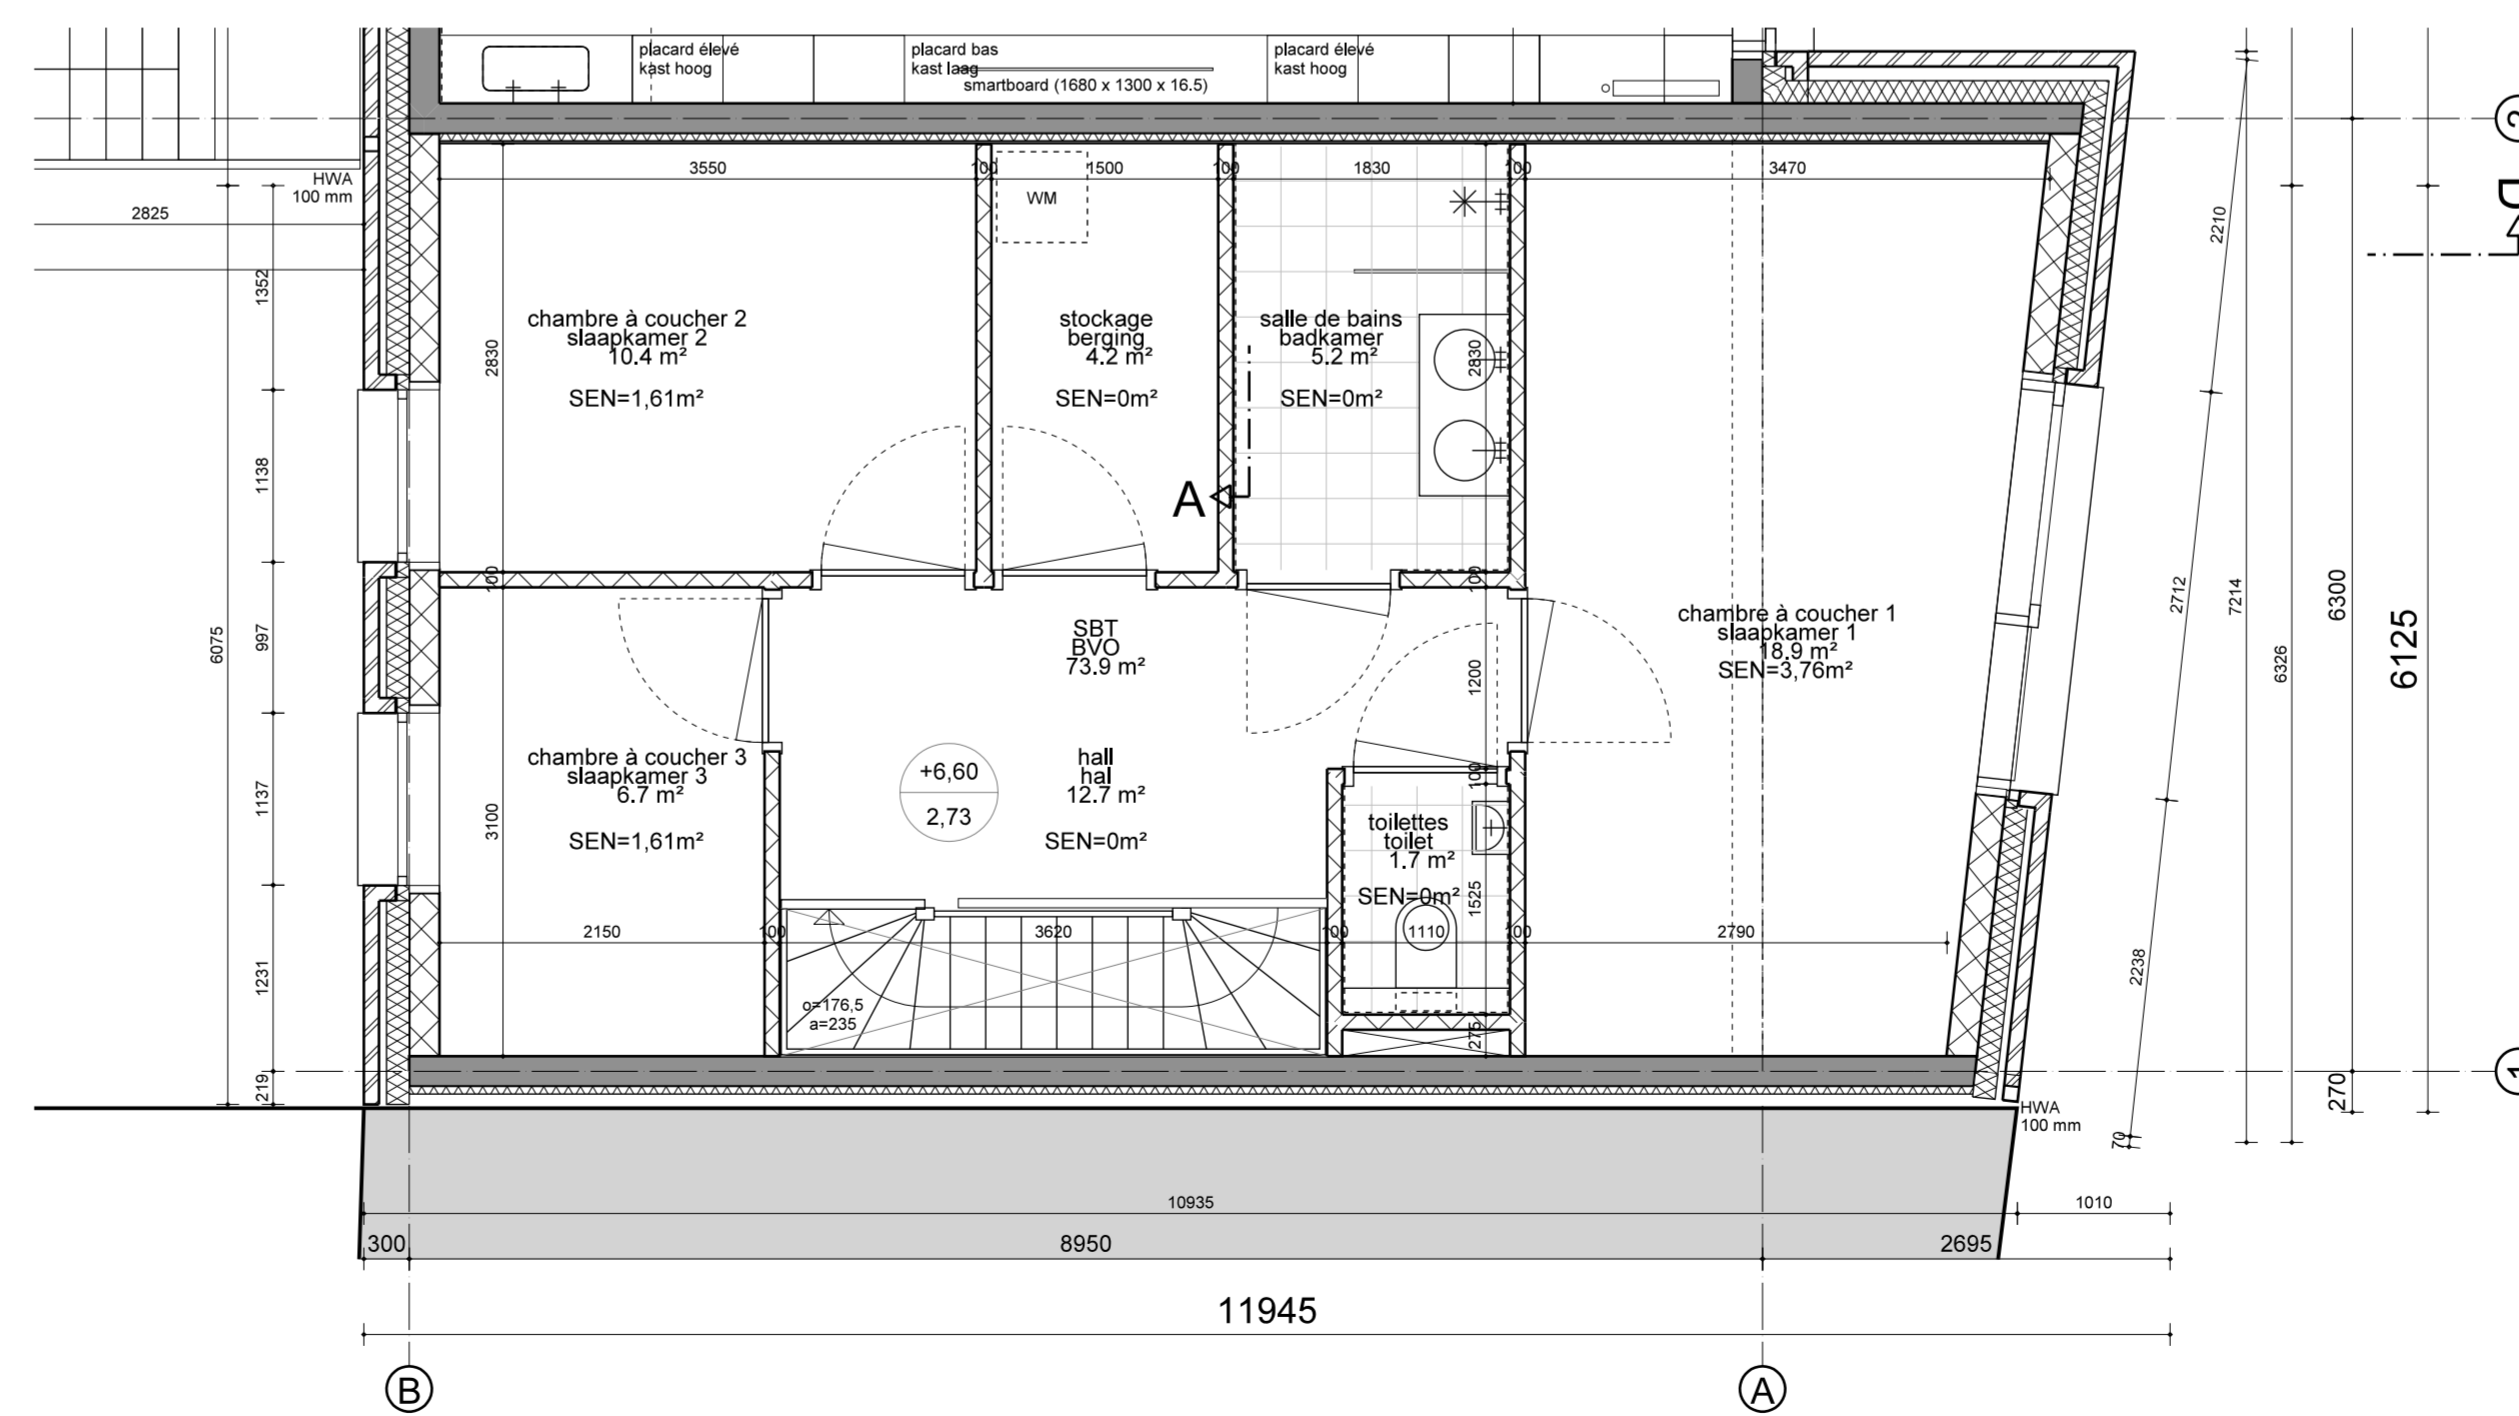 placard élevé
kast hoog
placard bas
kast laag
smartboard (1680 x 1300 x 16.5)
placard élevé
kast hoog
2
HWA
100 mm
2825
3550
100
1500
100
1830
100
3470
WM
D
2210
1352
2830
chambre à coucher 2
slaapkamer 2
10.4 m²
SEN=1,61m²
stockage
berging
4.2 m²
SEN=0m²
salle de bains
badkamer
5.2 m²
SEN=0m²
2830
A
1138
100
100
6075
997
SBT
BVO
73.9 m²
1200
chambre à coucher 1
slaapkamer 1
18.9 m²
SEN=3,76m²
2712
7214
6326
6300
6125
chambre à coucher 3
slaapkamer 3
6.7 m²
SEN=1,61m²
1137
3100
+6,60
2,73
hall
hal
12.7 m²
SEN=0m²
100
toilettes
toilet
1.7 m²
SEN=0m²
1525
2150
100
3620
100
1110
100
2790
1231
o=176,5
a=235
275
2238
219
1
270
HWA
100 mm
70
10935
1010
300
8950
2695
11945
B
A